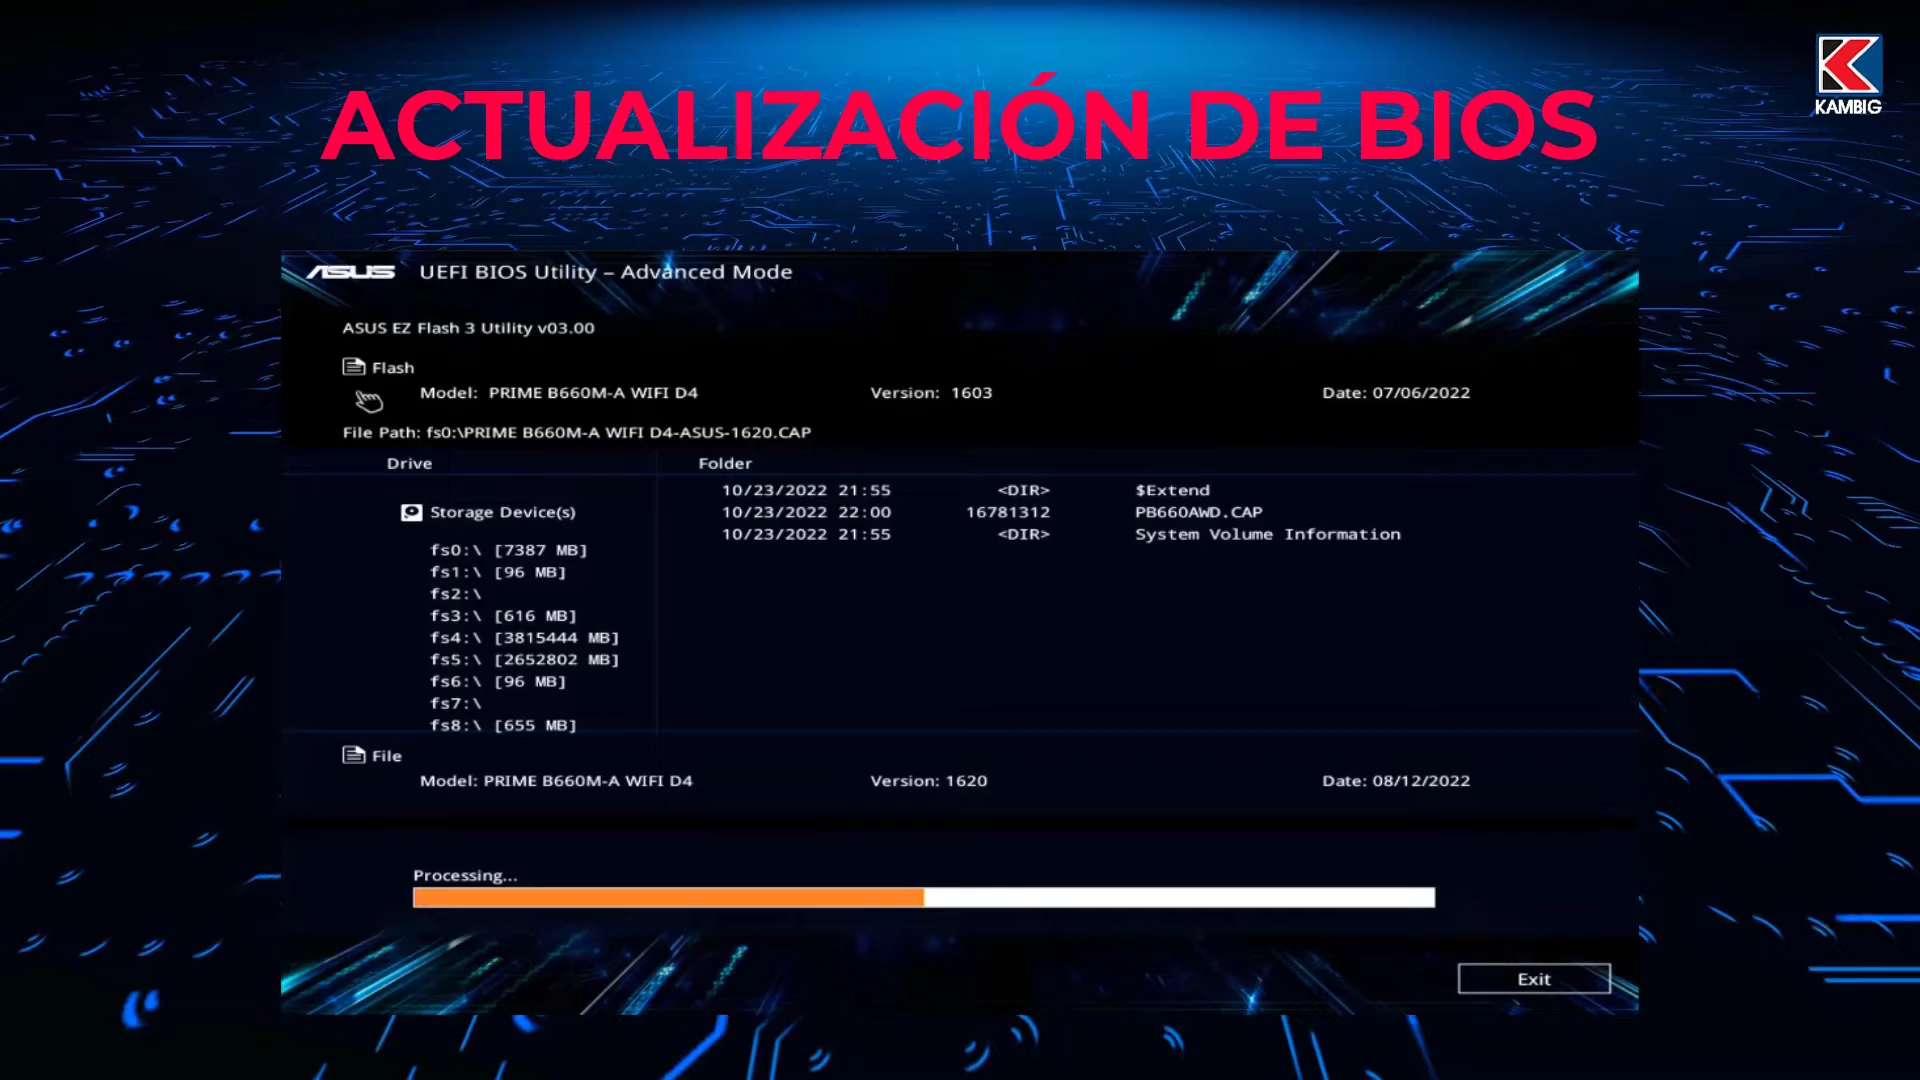 ACTUALIZACIÓN DE BIOS
KAMBIG
ASUS UEFI BIOS Utility – Advanced Mode
ASUS EZ Flash 3 Utility v03.00
Flash
Model: PRIME B660M-A WIFI D4 Version: 1603 Date: 07/06/2022
File Path: fs0:\PRIME B660M-A WIFI D4-ASUS-1620.CAP
Drive Folder
10/23/2022 21:55 <DIR> $Extend
Storage Device(s) 10/23/2022 22:00 16781312 PB660AWD.CAP
10/23/2022 21:55 <DIR> System Volume Information
fs0:\ [7387 MB]
fs1:\ [96 MB]
fs2:\
fs3:\ [616 MB]
fs4:\ [3815444 MB]
fs5:\ [2652802 MB]
fs6:\ [96 MB]
fs7:\
fs8:\ [655 MB]
File
Model: PRIME B660M-A WIFI D4 Version: 1620 Date: 08/12/2022
Processing...
Exit